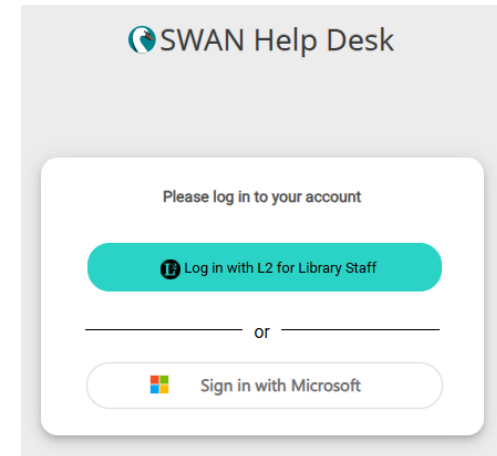 SWAN Help Desk
Please log in to your account
Log in with L2 for Library Staff
or
Sign in with Microsoft